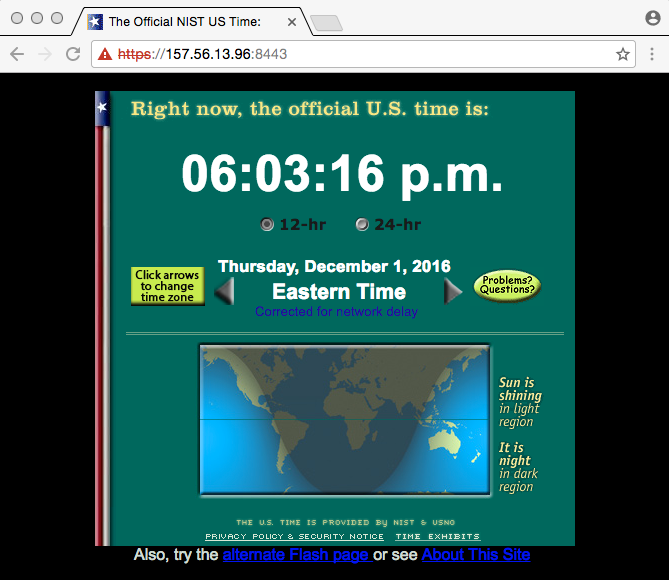 The Official NIST US Time:
https://157.56.13.96:8443
Right now, the official U.S. time is:
06:03:16 p.m.
12-hr 24-hr
Click arrows
to change
time zone
Thursday, December 1, 2016
Eastern Time
Corrected for network delay
Problems?
Questions?
Sun is
shining
in light
region
It is
night
in dark
region
THE U.S. TIME IS PROVIDED BY NIST & USNO
PRIVACY POLICY & SECURITY NOTICE TIME EXHIBITS
Also, try the alternate Flash page or see About This Site